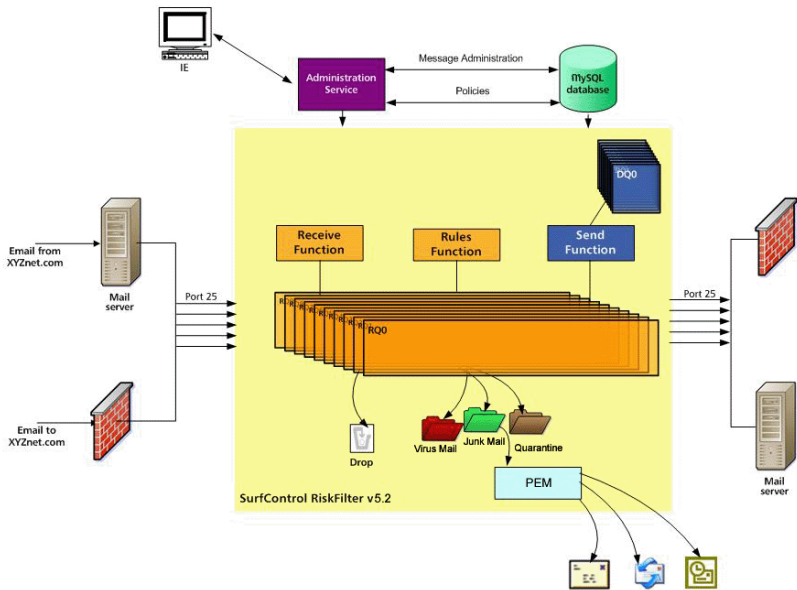 IE
Administration
Service
Message Administration
Policies
MySQL
database
DQ0
Receive
Function
Rules
Function
Send
Function
Email from
XYZnet.com
Mail
server
Port 25
Port 25
RQ0
Email to
XYZnet.com
Drop
Virus Mail
Junk Mail
Quarantine
PEM
Mail
server
SurfControl RiskFilter v5.2